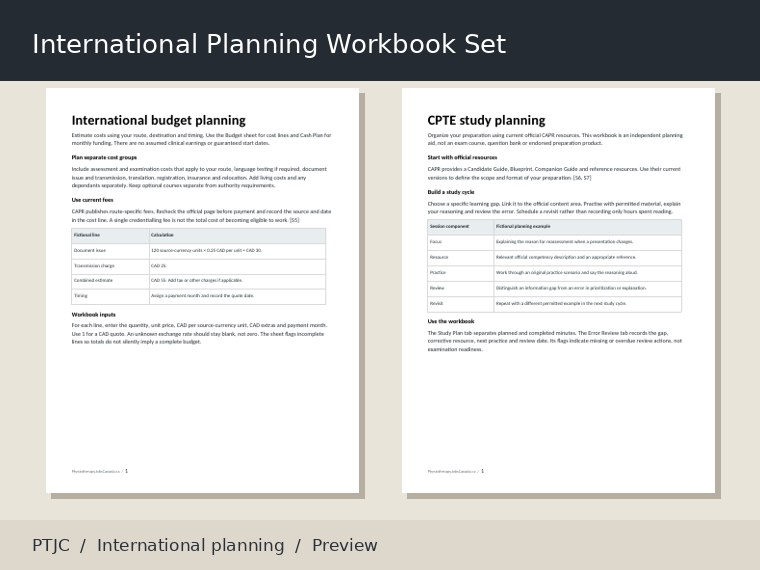 International Planning Workbook Set
International budget planning
Estimate costs using your route, destination and timing. Use the Budget sheet for cost lines and Cash Plan for
monthly funding. There are no assumed clinical earnings or guaranteed start dates.
Plan separate cost groups
Include assessment and examination costs that apply to your route, language testing if required, document
issue and transmission, translation, registration, insurance and relocation. Add living costs and any
dependants separately. Keep optional courses separate from authority requirements.
Use current fees
CAPR publishes route-specific fees. Recheck the official page before payment and record the source and date
in the cost line. A single credentialling fee is not the total cost of becoming eligible to work. [S5]
Fictional line Calculation
Document issue 120 source-currency units × 0.25 CAD per unit = CAD 30.
Transmission charge CAD 25.
Combined estimate CAD 55. Add tax or other charges if applicable.
Timing Assign a payment month and record the quote date.
Workbook inputs
For each line, enter the quantity, unit price, CAD per source-currency unit, CAD extras and payment month.
Use 1 for a CAD quote. An unknown exchange rate should stay blank, not zero. The sheet flags incomplete
lines so totals do not silently imply a complete budget.
/ 1
CPTE study planning
Organize your preparation using current official CAPR resources. This workbook is an independent planning
aid, not an exam course, question bank or endorsed preparation product.
Start with official resources
CAPR provides a Candidate Guide, Blueprint, Companion Guide and reference resources. Use their current
versions to define the scope and format of your preparation. [S6, S7]
Build a study cycle
Choose a specific learning gap. Link it to the official content area. Practise with permitted material, explain
your reasoning and review the error. Schedule a revisit rather than recording only hours spent reading.
Session component Fictional planning example
Focus Explaining the reason for reassessment when a presentation changes.
Resource Relevant official competency description and an appropriate reference.
Practice Work through an original practice scenario and say the reasoning aloud.
Review Distinguish an information gap from an error in prioritization or explanation.
Revisit Repeat with a different permitted example in the next study cycle.
Use the workbook
The Study Plan tab separates planned and completed minutes. The Error Review tab records the gap,
corrective resource, next practice and review date. Its flags indicate missing or overdue review actions, not
examination readiness.
/ 1
PTJC / International planning / Preview